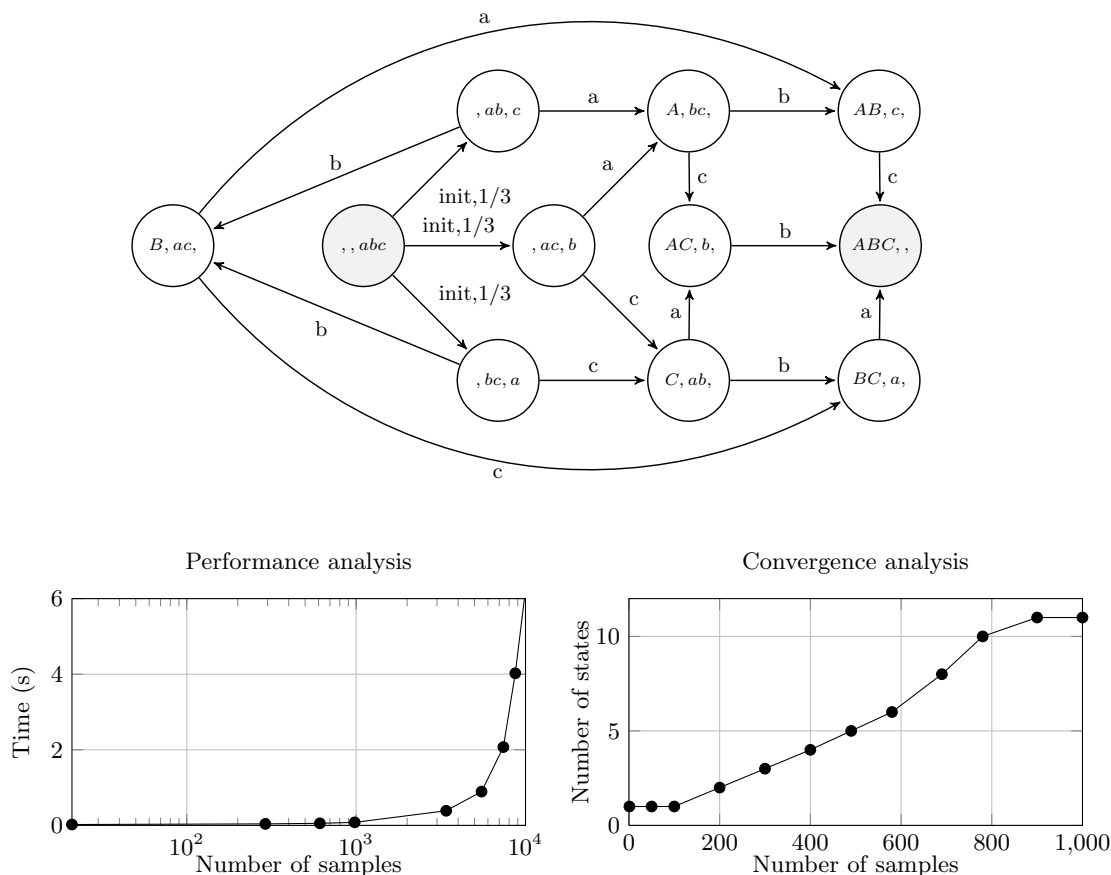 a
, ab, c
a
A, bc,
b
AB, c,
b
a
c
c
init,1/3
init,1/3
B, ac,
, , abc
, ac, b
AC, b,
b
ABC, ,
init,1/3
c
a
a
b
, bc, a
c
C, ab,
b
BC, a,
c
Performance analysis
6
4
2
0
Time (s)
10^2
10^3
10^4
Number of samples
Convergence analysis
10
5
0
Number of states
0
200
400
600
800
1,000
Number of samples